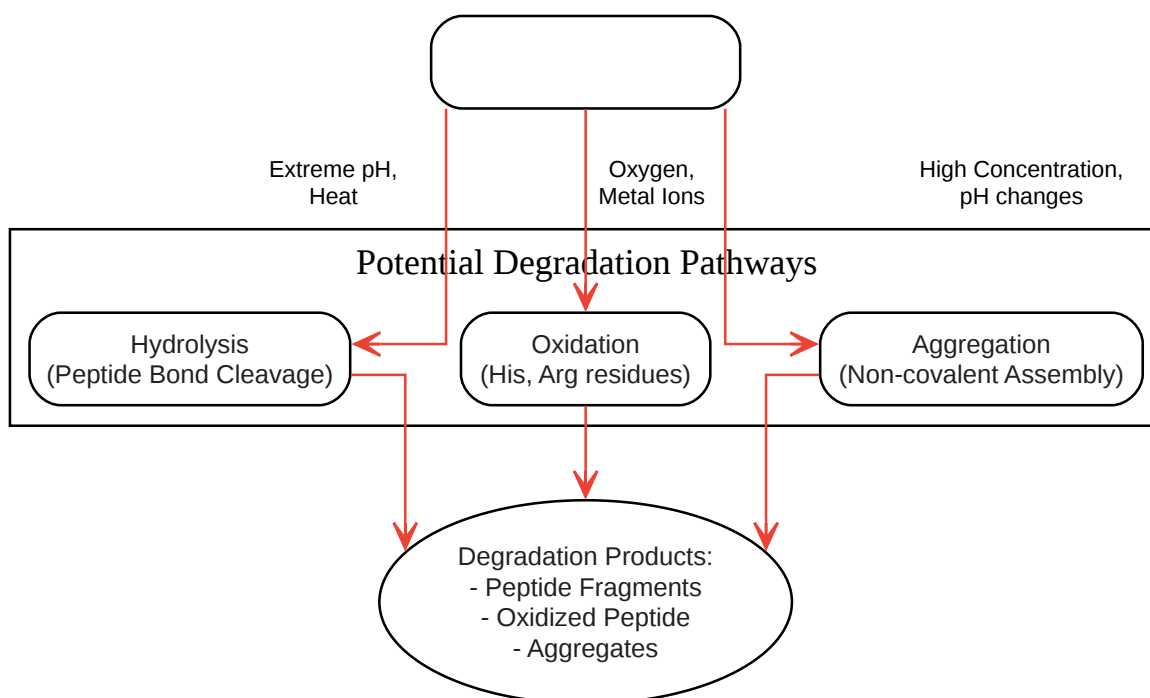 Extreme pH,
Heat
Oxygen,
Metal Ions
High Concentration,
pH changes
Potential Degradation Pathways
Hydrolysis
(Peptide Bond Cleavage)
Oxidation
(His, Arg residues)
Aggregation
(Non-covalent Assembly)
Degradation Products:
- Peptide Fragments
- Oxidized Peptide
- Aggregates